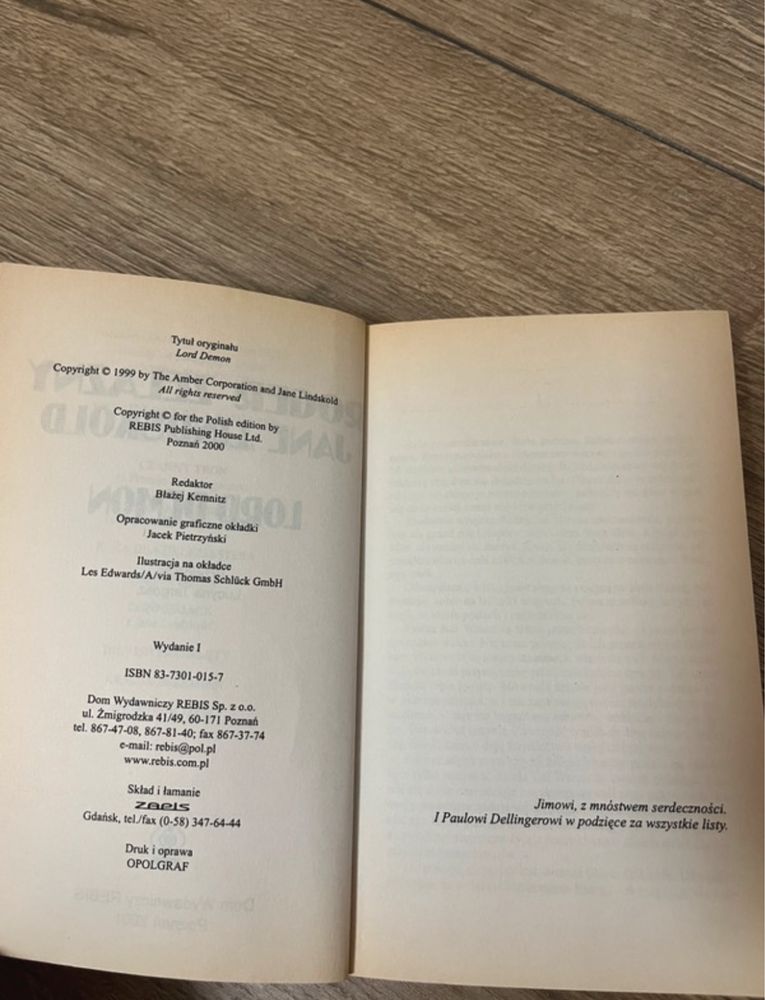 Tytuł oryginału
Lord Demon
Copyright © 1999 by The Amber Corporation and Jane Lindskold
All rights reserved
Copyright © for the Polish edition by
REBIS Publishing House Ltd.
Poznań 2000
Redaktor
Błażej Kemnitz
Opracowanie graficzne okładki
Jacek Pietrzyński
Ilustracja na okładce
Les Edwards/A/via Thomas Schlück GmbH
Wydanie I
ISBN 83-7301-015-7
Dom Wydawniczy REBIS Sp. z o.o.
ul. Żmigrodzka 41/49, 60-171 Poznań
tel. 867-47-08, 867-81-40; fax 867-37-74
e-mail: rebis@pol.pl
www.rebis.com.pl
Skład i łamanie
ZAPIS
Gdańsk, tel./fax (0-58) 347-64-44
Druk i oprawa
OPOLGRAF
Jimowi, z mnóstwem serdeczności.
I Paulowi Dellingerowi w podzięce za wszystkie listy.